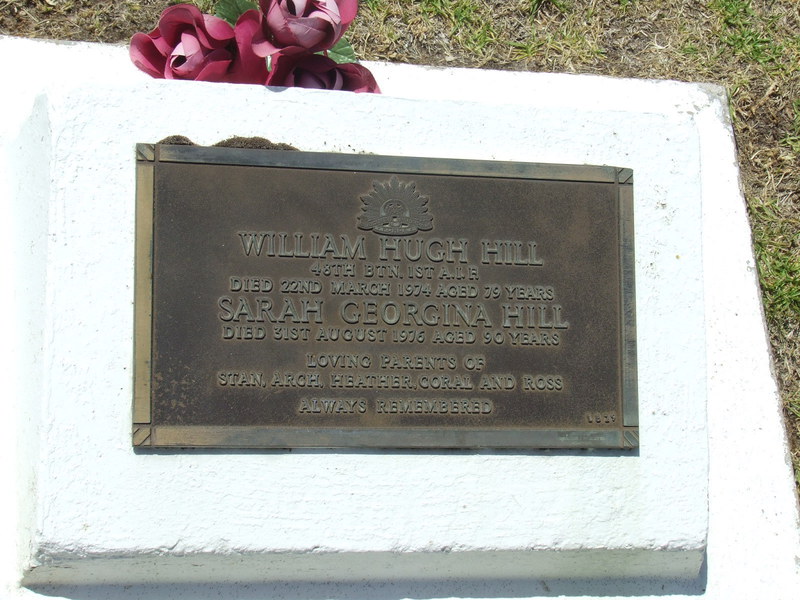 WILLIAM HUGH HILL
48TH BTN. 1ST A.I.F.
DIED 22ND MARCH 1974 AGED 79 YEARS
SARAH GEORGINA HILL
DIED 31ST AUGUST 1976 AGED 90 YEARS
LOVING PARENTS OF
STAN, ARCH, HEATHER, CORAL AND ROSS
ALWAYS REMEMBERED